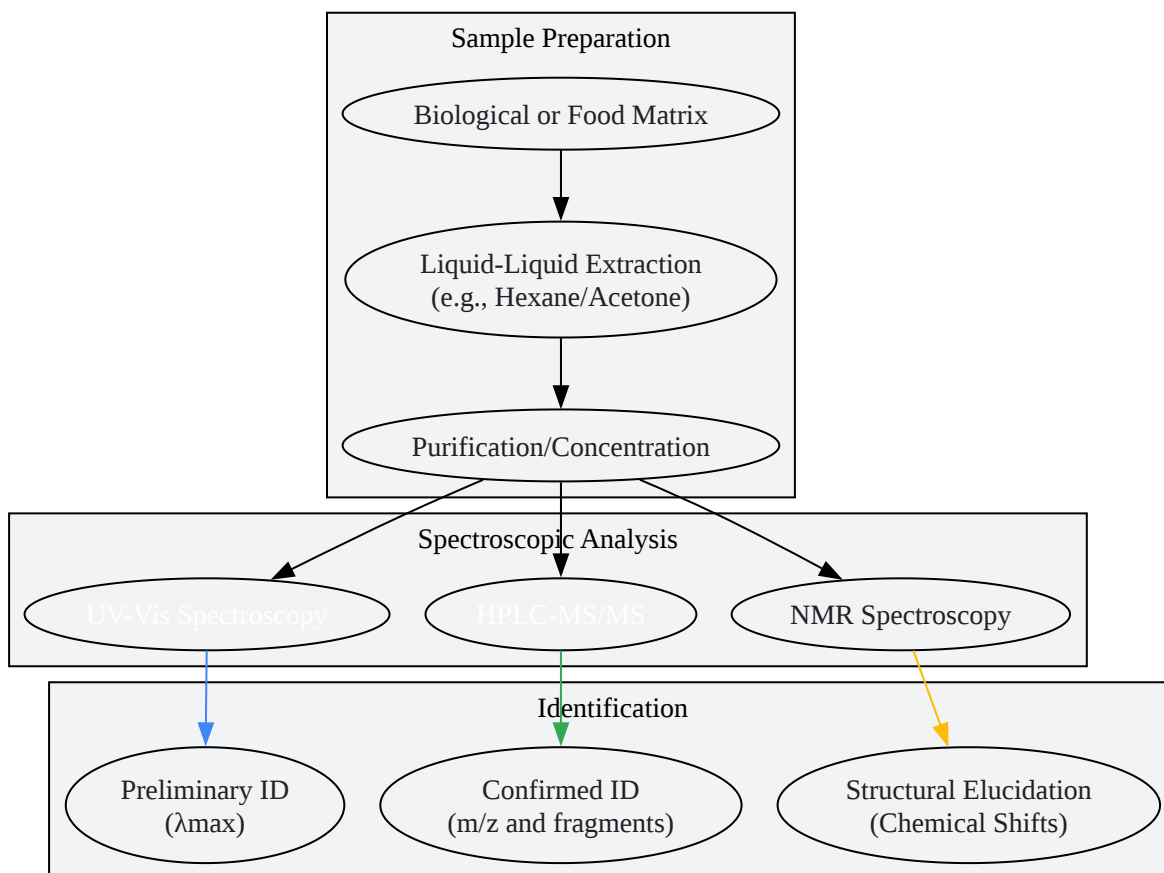 Sample Preparation
Biological or Food Matrix
Liquid-Liquid Extraction
(e.g., Hexane/Acetone)
Purification/Concentration
Spectroscopic Analysis
UV-Vis Spectroscopy
HPLC-MS/MS
NMR Spectroscopy
Identification
Preliminary ID
(λmax)
Confirmed ID
(m/z and fragments)
Structural Elucidation
(Chemical Shifts)